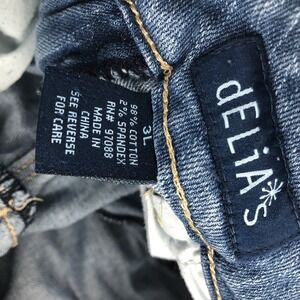 3L
98% COTTON
2% SPANDEX
RN# 97088
MADE IN
CHINA
SEE REVERSE
FOR CARE
dELiA*s